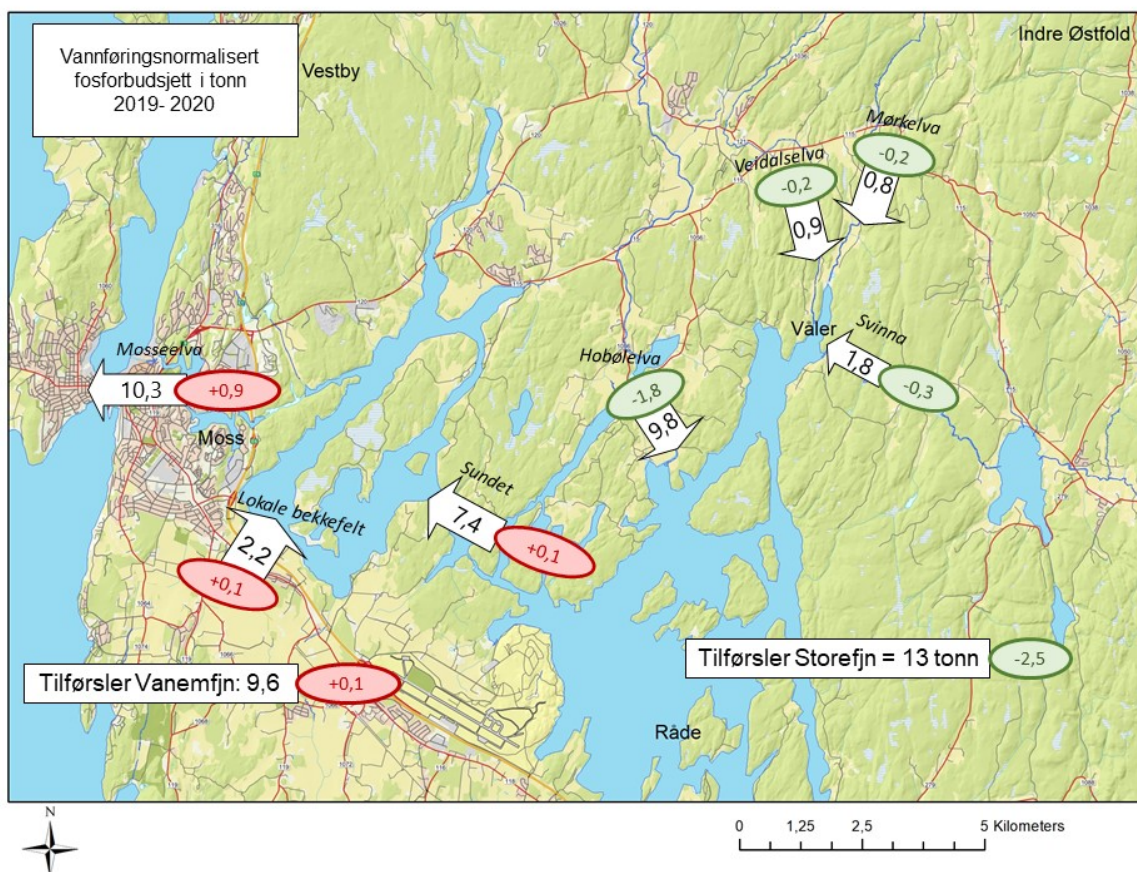 Vannføringsnormalisert
fosforbudsjett i tonn
2019- 2020
Vestby
Indre Østfold
Mørkelva
-0,2
0,8
Veidalselva
-0,2
0,9
Våler
Svinna
1,8
-0,3
Hobølelva
-1,8
9,8
Mosseelva
10,3
+0,9
Moss
Sundet
7,4
+0,1
Lokale bekkefelt
2,2
+0,1
Tilførsler Vanemfjn: 9,6
+0,1
Tilførsler Storefjn = 13 tonn
-2,5
Råde
N
0 1,25 2,5 5 Kilometers